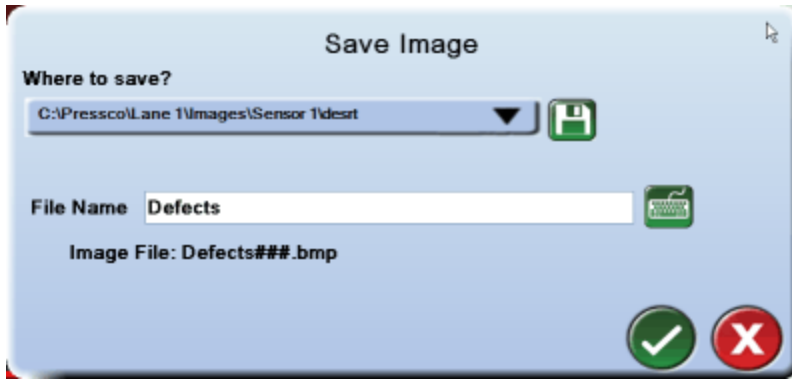 Save Image
Where to save?
C:\Pressco\Lane 1\Images\Sensor 1\desrt
File Name Defects
Image File: Defects###.bmp